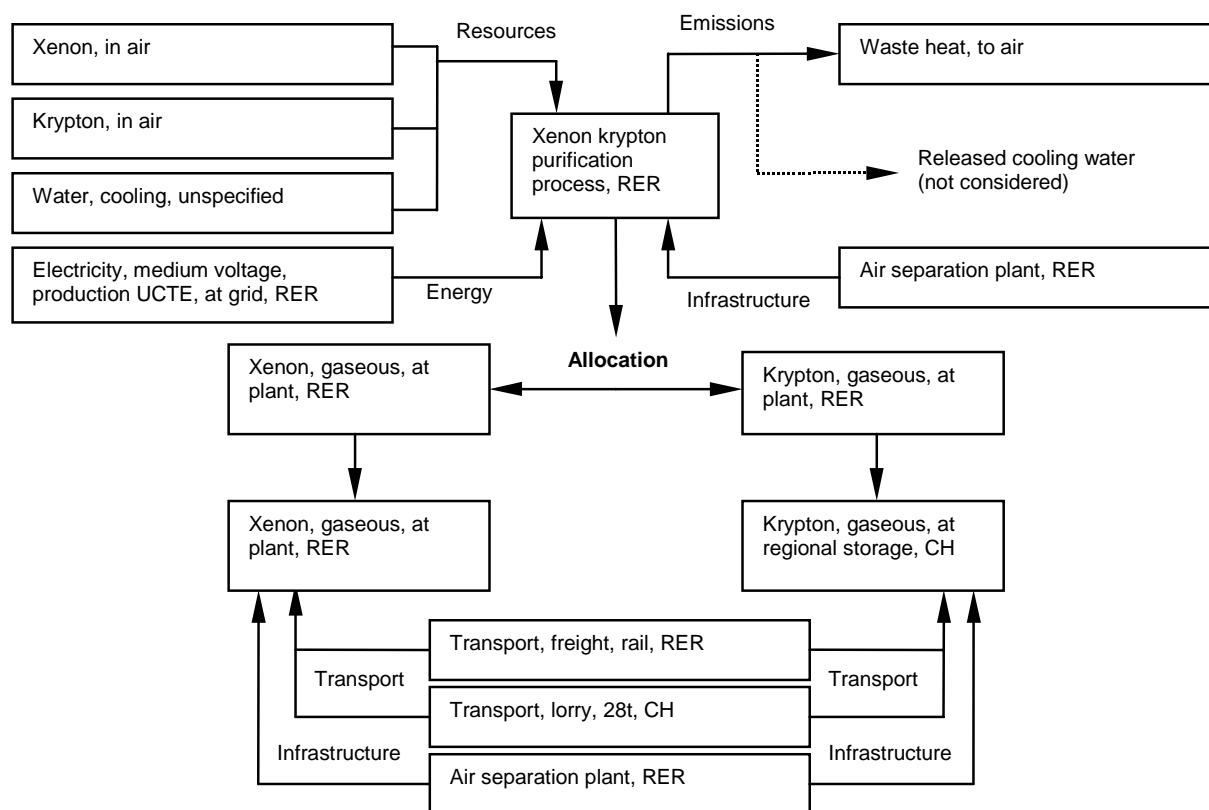 Xenon, in air
Resources
Emissions
Waste heat, to air
Krypton, in air
Xenon krypton
purification
process, RER
Released cooling water
(not considered)
Water, cooling, unspecified
Electricity, medium voltage,
production UCTE, at grid, RER
Energy
Infrastructure
Air separation plant, RER
Allocation
Xenon, gaseous, at
plant, RER
Krypton, gaseous, at
plant, RER
Xenon, gaseous, at
plant, RER
Krypton, gaseous, at
regional storage, CH
Transport, freight, rail, RER
Transport
Transport
Transport, lorry, 28t, CH
Infrastructure
Infrastructure
Air separation plant, RER